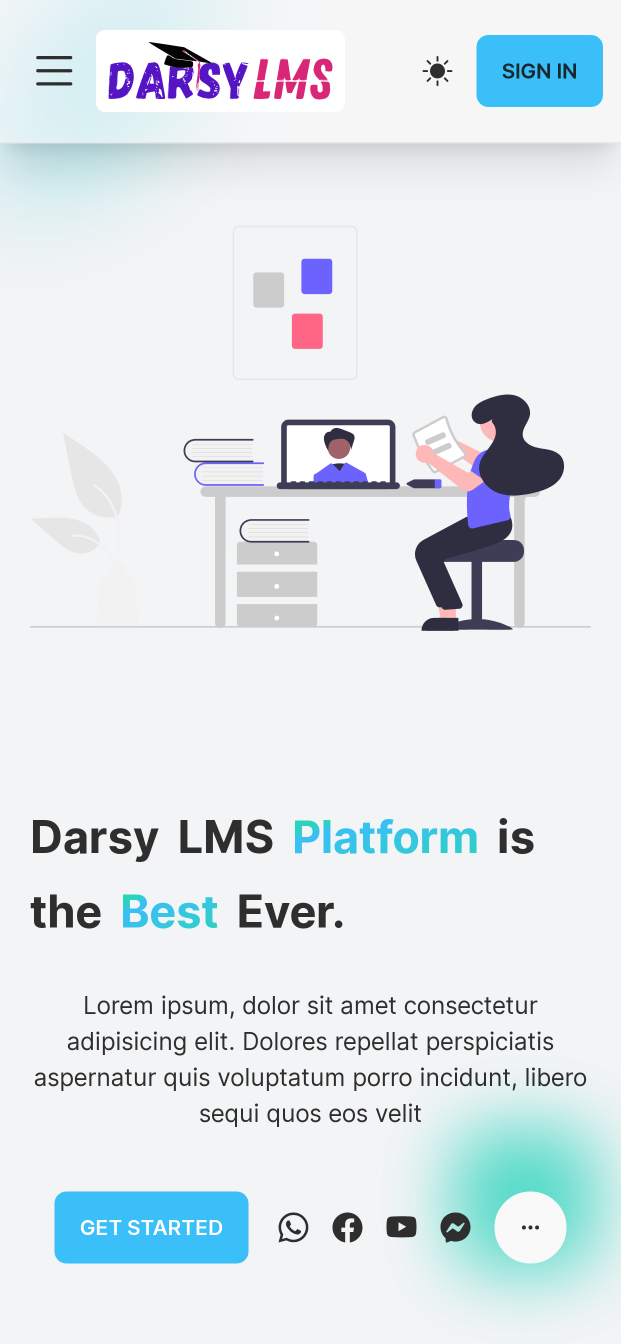 DARSY LMS
SIGN IN
Darsy LMS Platform is
the Best Ever.
Lorem ipsum, dolor sit amet consectetur
adipisicing elit. Dolores repellat perspiciatis
aspernatur quis voluptatum porro incidunt, libero
sequi quos eos velit
GET STARTED